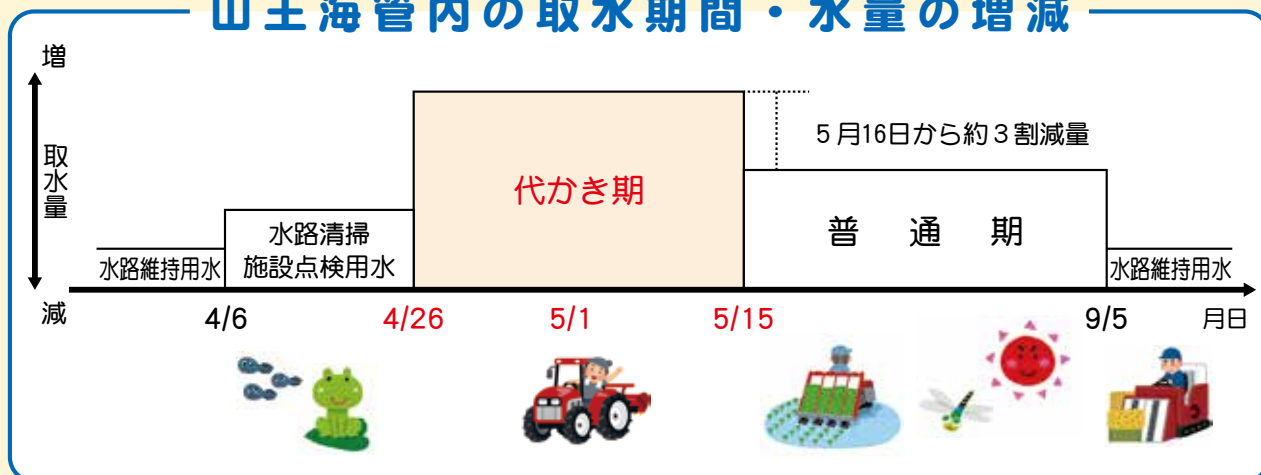 山王海管内の取水期間・水量の増減
増
取水量
減
5月16日から約3割減量
代かき期
普通期
水路清掃
施設点検用水
水路維持用水
水路維持用水
4/6
4/26
5/1
5/15
9/5
月日